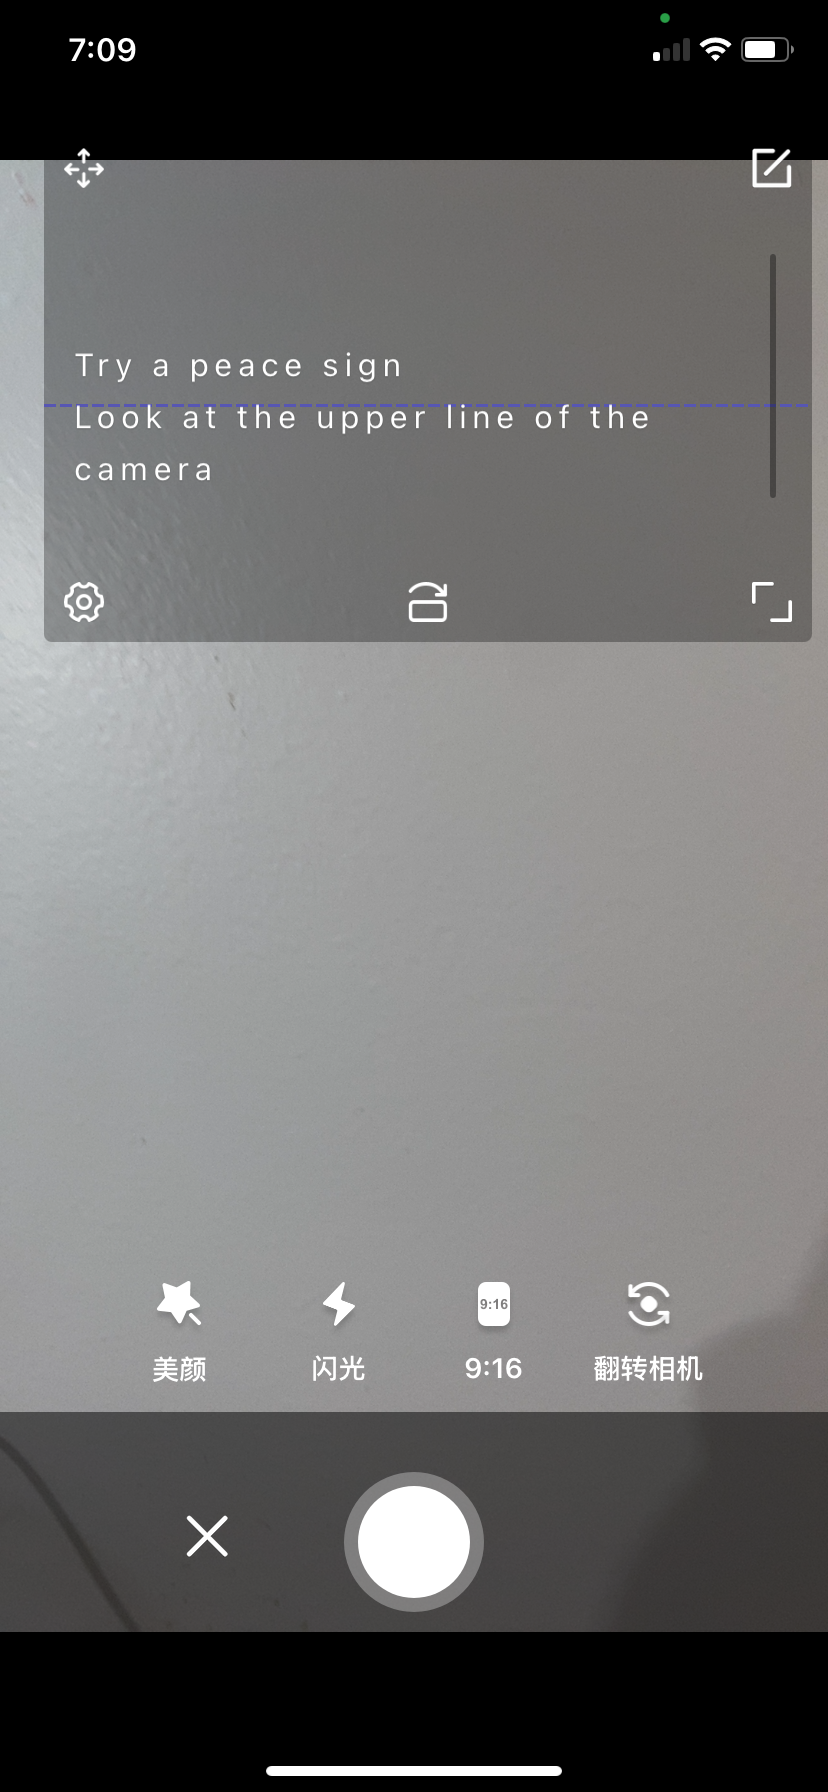 7:09
Try a peace sign
Look at the upper line of the
camera
9:16
美颜
闪光
9:16
翻转相机